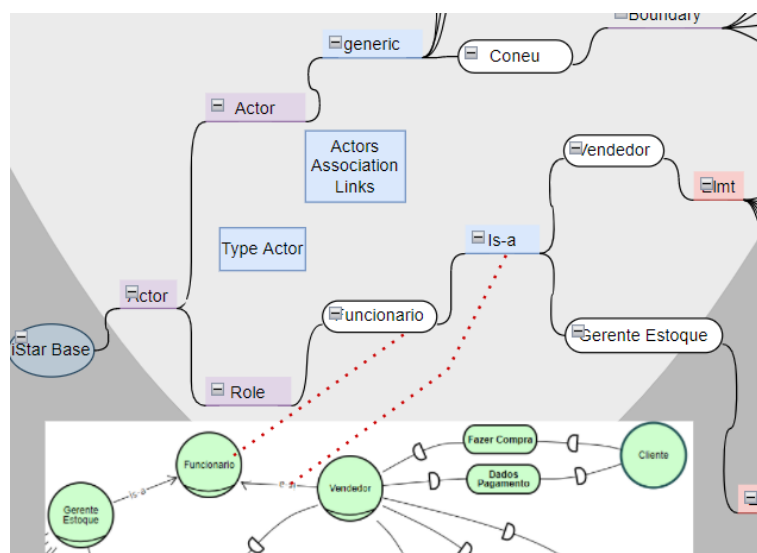 Boundary
generic
Coneu
Actor
Actors
Association
Links
Vendedor
Type Actor
Is-a
Actor
Funcionario
iStar Base
Gerente Estoque
Role
Fazer Compra
Funcionario
Cliente
Dados
Pagamento
Is-a
Vendedor
Gerente
Estoque